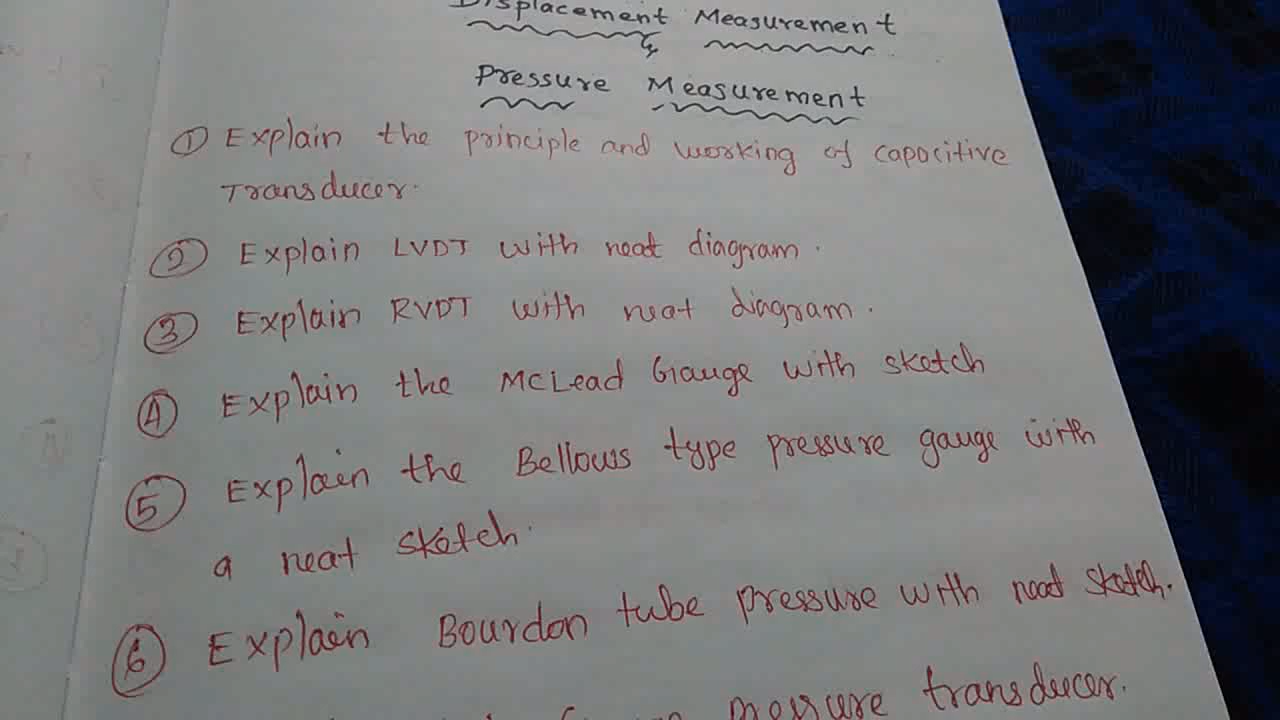 Displacement Measurement
&
Pressure Measurement
① Explain the principle and working of capacitive
Transducer.
② Explain LVDT with neat diagram.
③ Explain RVDT with neat diagram.
④ Explain the McLead Gauge with sketch
⑤ Explain the Bellows type pressure gauge with
a neat sketch.
⑥ Explain Bourdon tube pressure with neat sketch.
pressure transducer.